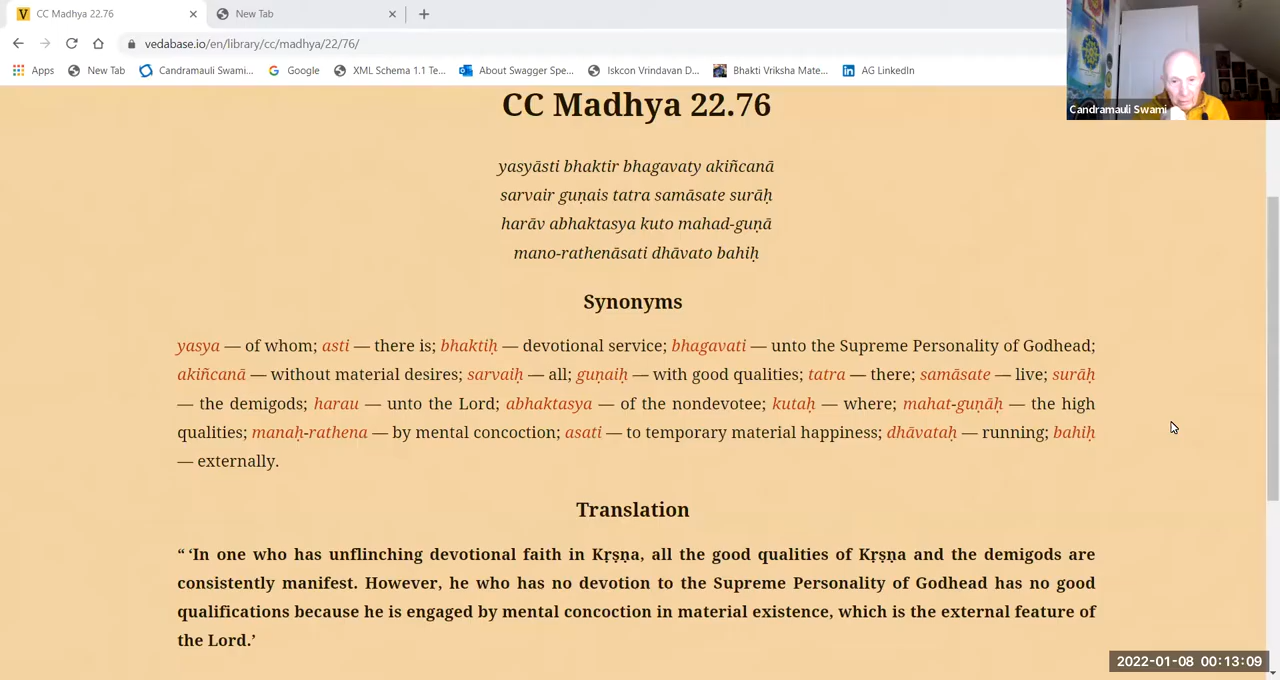 CC Madhya 22.76
New Tab
vedabase.io/en/library/cc/madhya/22/76/
Apps New Tab Candramauli Swami... Google XML Schema 1.1 Te... About Swagger Spe... Iskcon Vrindavan D... Bhakti Vriksha Mate... AG LinkedIn
Candramauli Swami
CC Madhya 22.76
yasyāsti bhaktir bhagavaty akiñcanā
sarvair guṇais tatra samāsate surāḥ
harāv abhaktasya kuto mahad-guṇā
mano-rathenāsati dhāvato bahiḥ
Synonyms
yasya — of whom; asti — there is; bhaktiḥ — devotional service; bhagavati — unto the Supreme Personality of Godhead;
akiñcanā — without material desires; sarvaiḥ — all; guṇaiḥ — with good qualities; tatra — there; samāsate — live; surāḥ
— the demigods; harau — unto the Lord; abhaktasya — of the nondevotee; kutaḥ — where; mahat-guṇāḥ — the high
qualities; manaḥ-rathena — by mental concoction; asati — to temporary material happiness; dhāvataḥ — running; bahiḥ
— externally.
Translation
“ ‘In one who has unflinching devotional faith in Kṛṣṇa, all the good qualities of Kṛṣṇa and the demigods are
consistently manifest. However, he who has no devotion to the Supreme Personality of Godhead has no good
qualifications because he is engaged by mental concoction in material existence, which is the external feature of
the Lord.’
2022-01-08 00:13:09